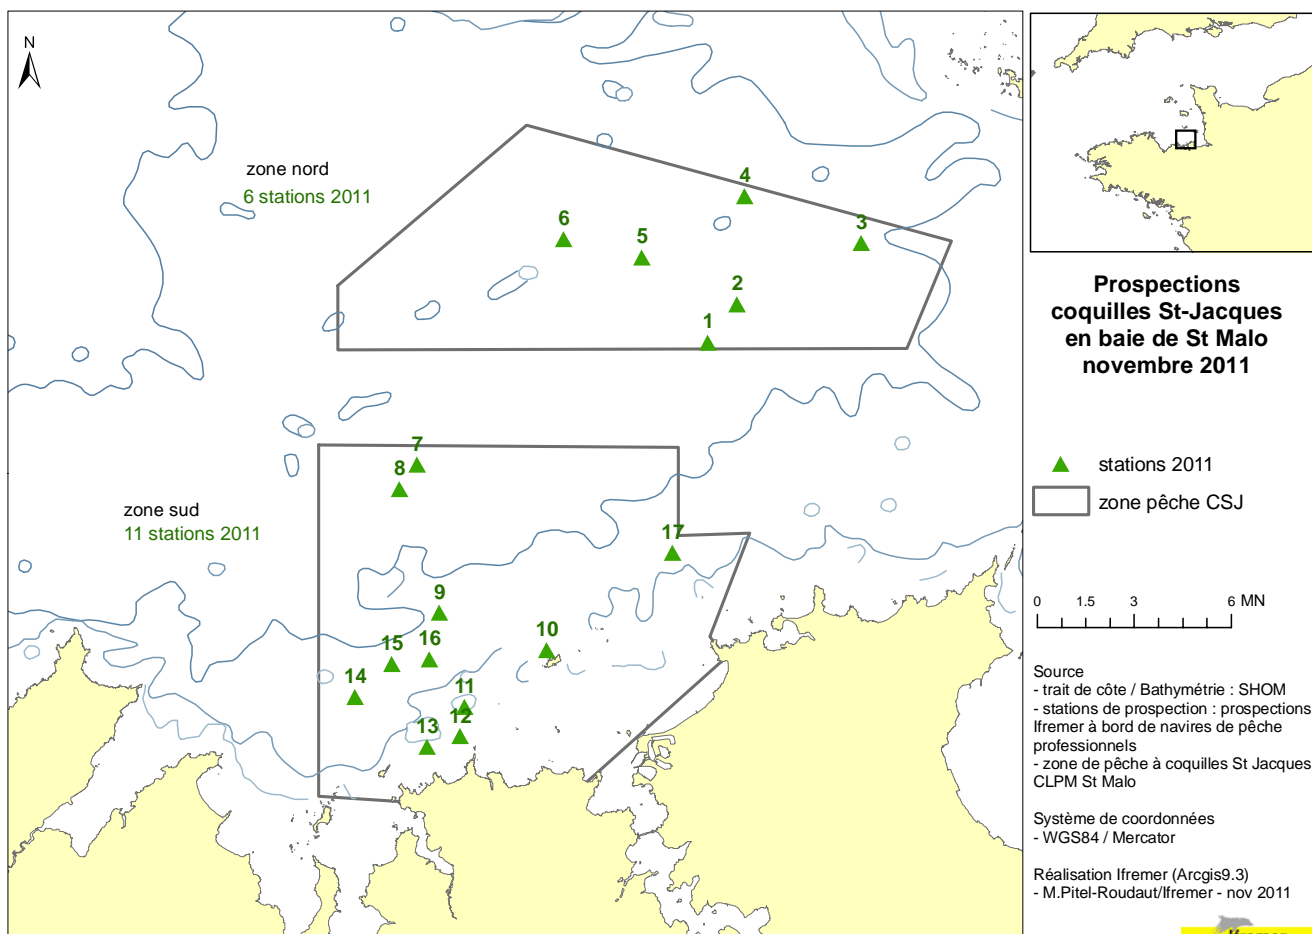 N
zone nord
6 stations 2011
4
3
6
5
2
1
7
8
zone sud
11 stations 2011
17
9
10
16
15
14
11
12
13
Prospections
coquilles St-Jacques
en baie de St Malo
novembre 2011
stations 2011
zone pêche CSJ
0 1.5 3 6 MN
Source
- trait de côte / Bathymétrie : SHOM
- stations de prospection : prospections
Ifremer à bord de navires de pêche
professionnels
- zone de pêche à coquilles St Jacques
CLPM St Malo
Système de coordonnées
- WGS84 / Mercator
Réalisation Ifremer (Arcgis9.3)
- M.Pitel-Roudaut/Ifremer - nov 2011